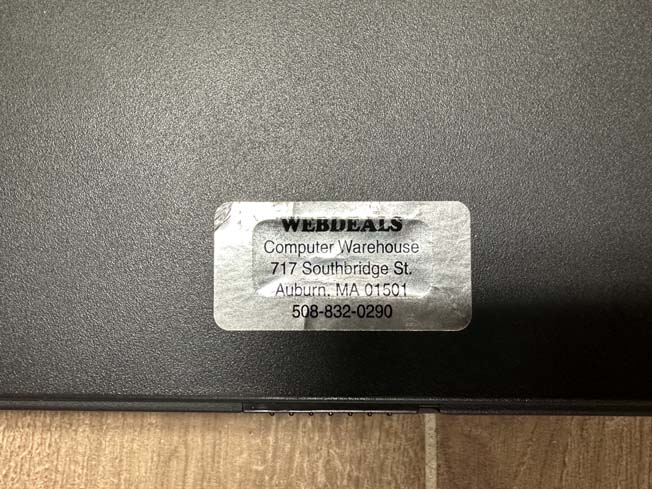 WEBDEALS
Computer Warehouse
717 Southbridge St.
Auburn, MA 01501
508-832-0290